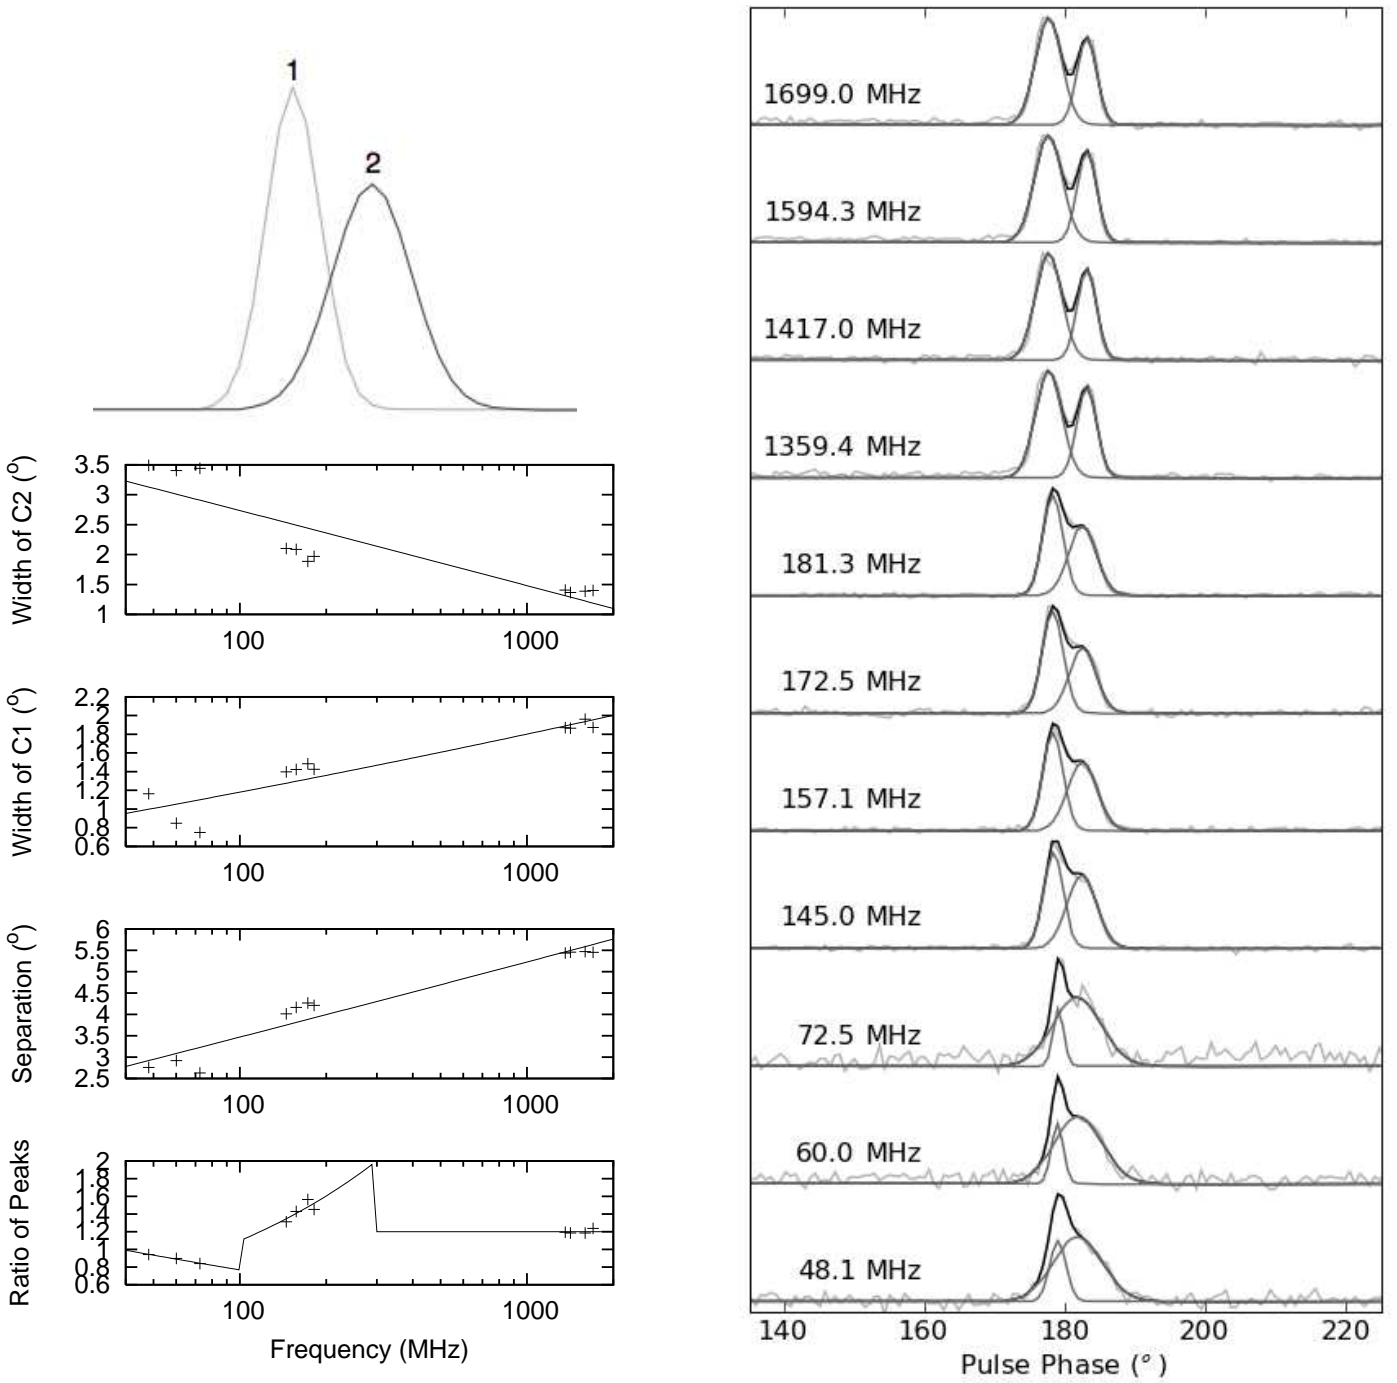 1
2
Width of C2 (°)
3.5
3
2.5
2
1.5
1
100 1000
Width of C1 (°)
2.2
2
1.8
1.6
1.4
1.2
1
0.8
0.6
100 1000
Separation (°)
6
5.5
5
4.5
4
3.5
3
2.5
100 1000
Ratio of Peaks
2
1.8
1.6
1.4
1.2
1
0.8
0.6
100 1000
Frequency (MHz)
1699.0 MHz
1594.3 MHz
1417.0 MHz
1359.4 MHz
181.3 MHz
172.5 MHz
157.1 MHz
145.0 MHz
72.5 MHz
60.0 MHz
48.1 MHz
140 160 180 200 220
Pulse Phase (°)